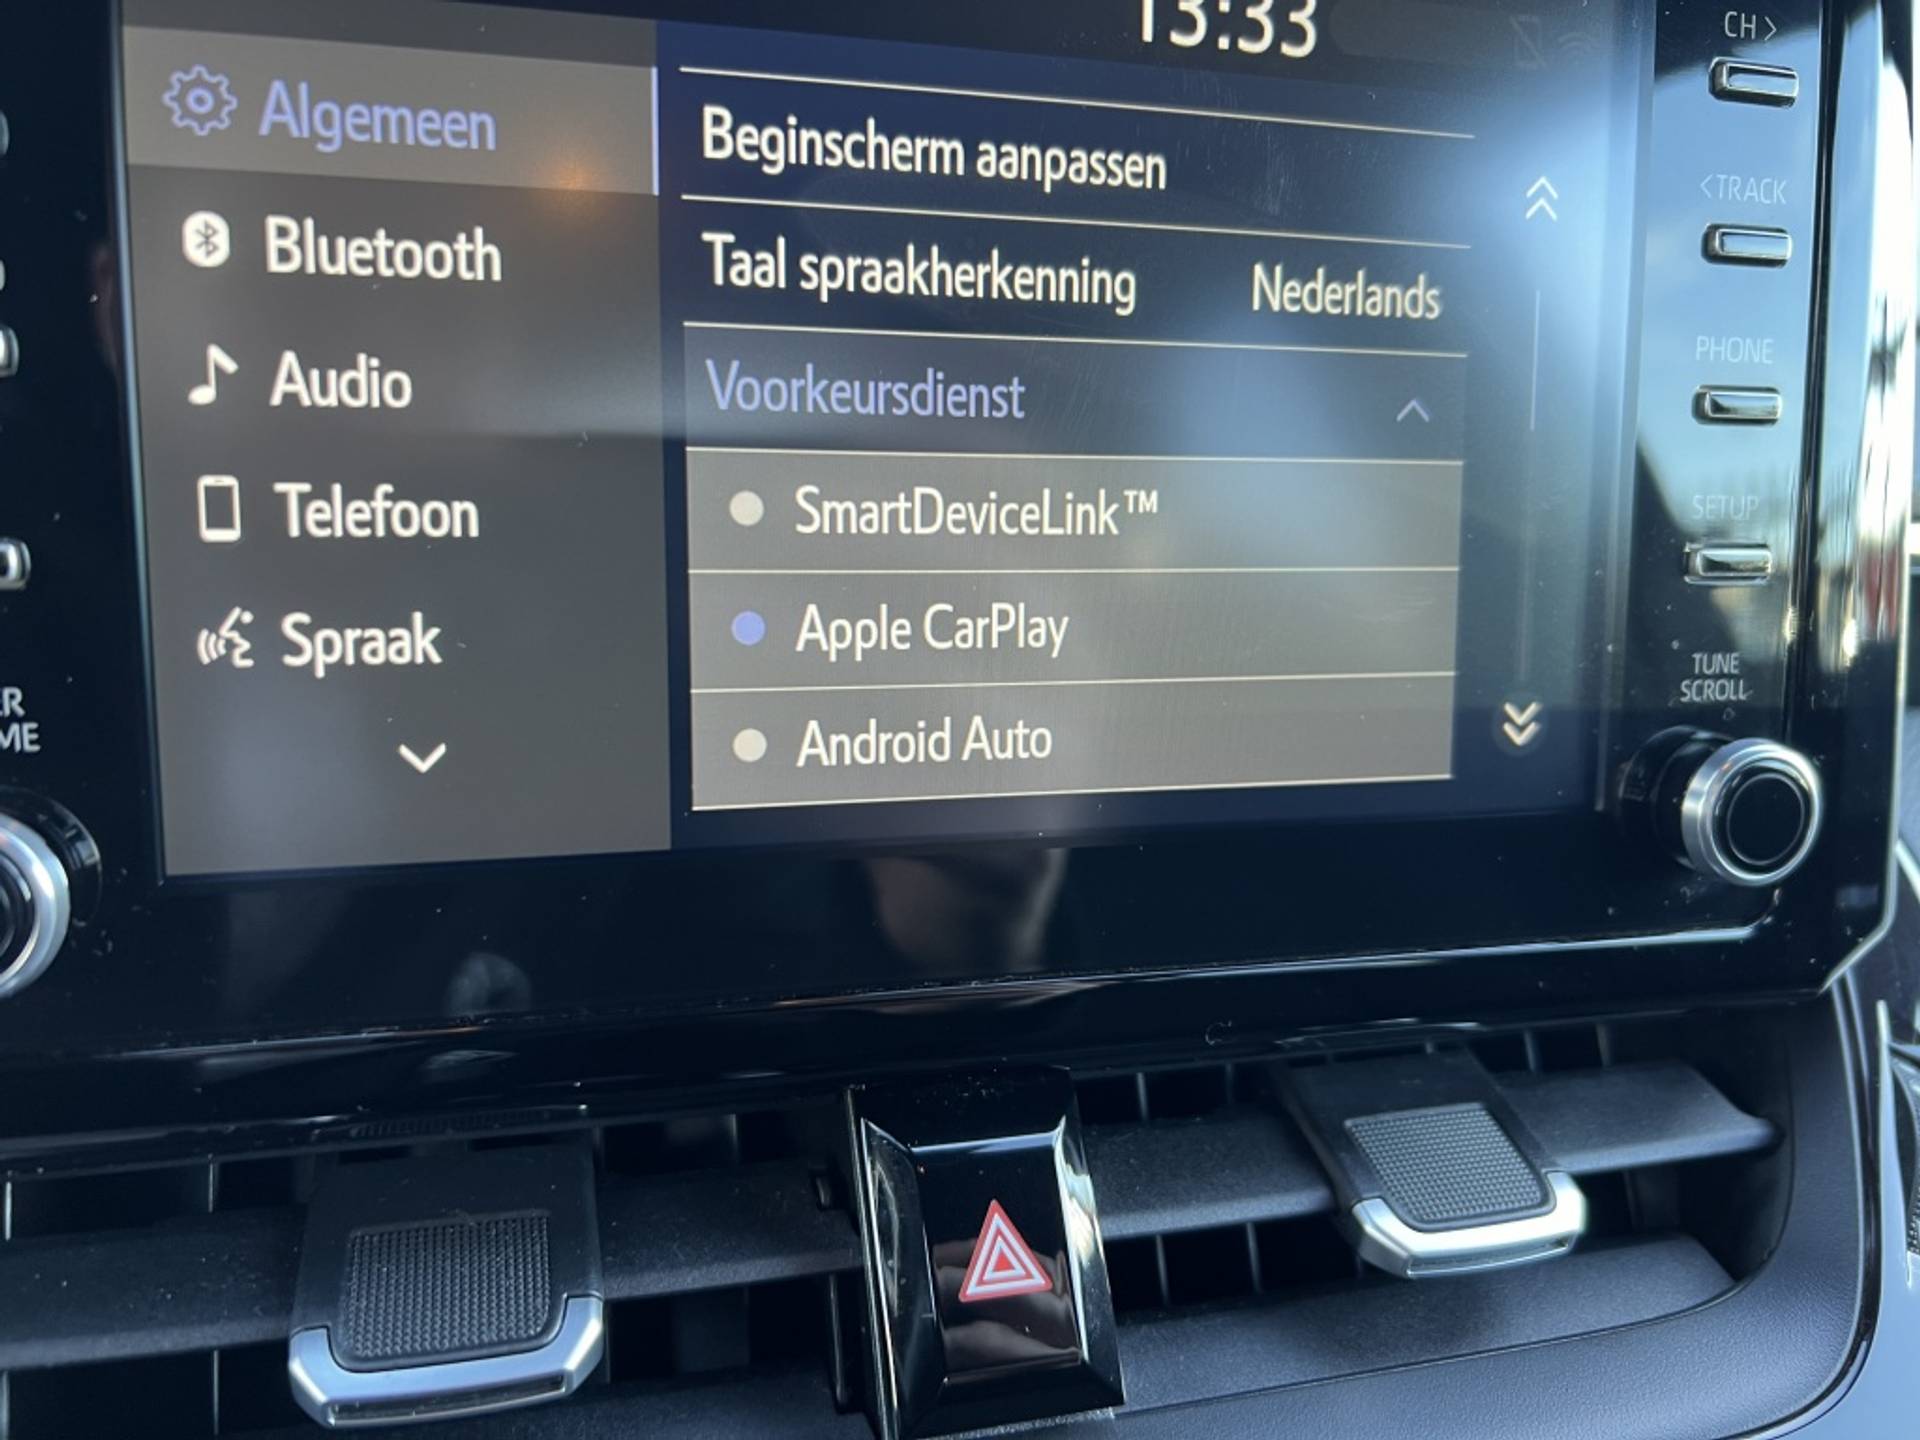 13:33
Algemeen
Bluetooth
Audio
Telefoon
Spraak
Beginscherm aanpassen
Taal spraakherkenning Nederlands
Voorkeursdienst
SmartDeviceLink™
Apple CarPlay
Android Auto
CH >
< TRACK
PHONE
SETUP
TUNE
SCROLL